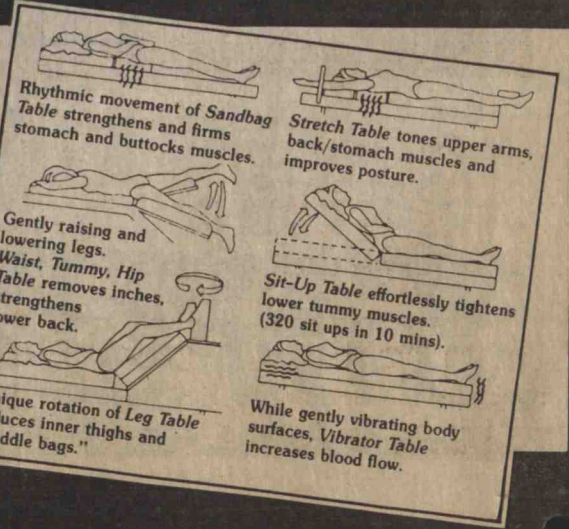 Rhythmic movement of Sandbag
Table strengthens and firms
stomach and buttocks muscles.
Gently raising and
lowering legs.
Waist, Tummy, Hip
Table removes inches,
strengthens
ower back.
ique rotation of Leg Table
uces inner thighs and
ddle bags."
Stretch Table tones upper arms,
back/stomach muscles and
improves posture.
Sit-Up Table effortlessly tightens
lower tummy muscles.
(320 sit ups in 10 mins).
While gently vibrating body
surfaces, Vibrator Table
increases blood flow.